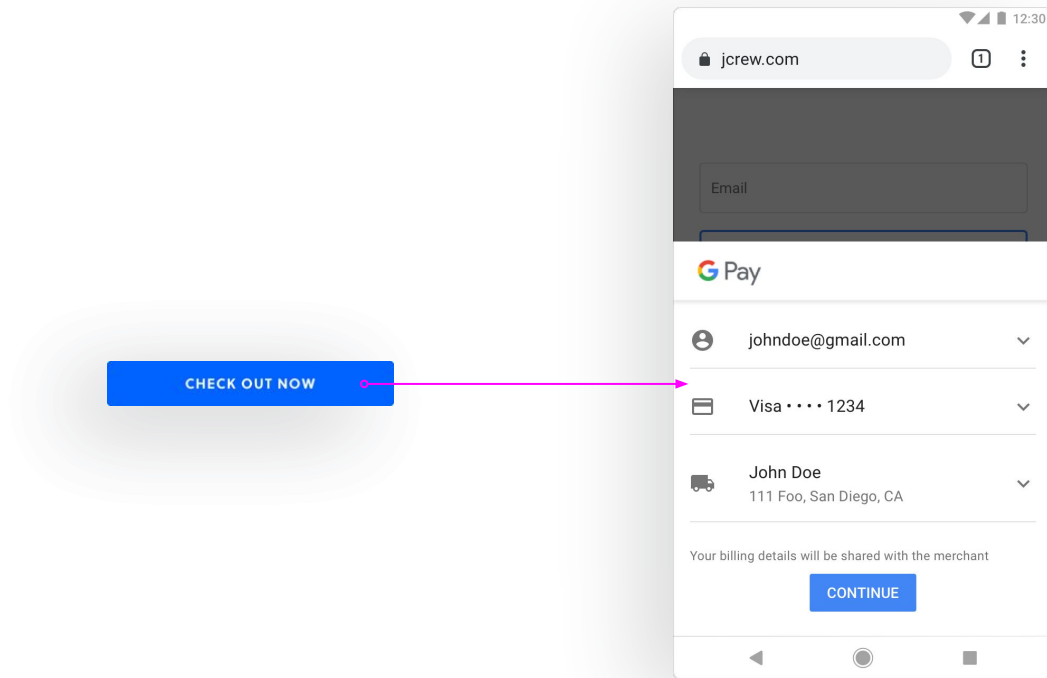 CHECK OUT NOW
12:30
jcrew.com
1
Email
G Pay
johndoe@gmail.com
Visa •••• 1234
John Doe
111 Foo, San Diego, CA
Your billing details will be shared with the merchant
CONTINUE